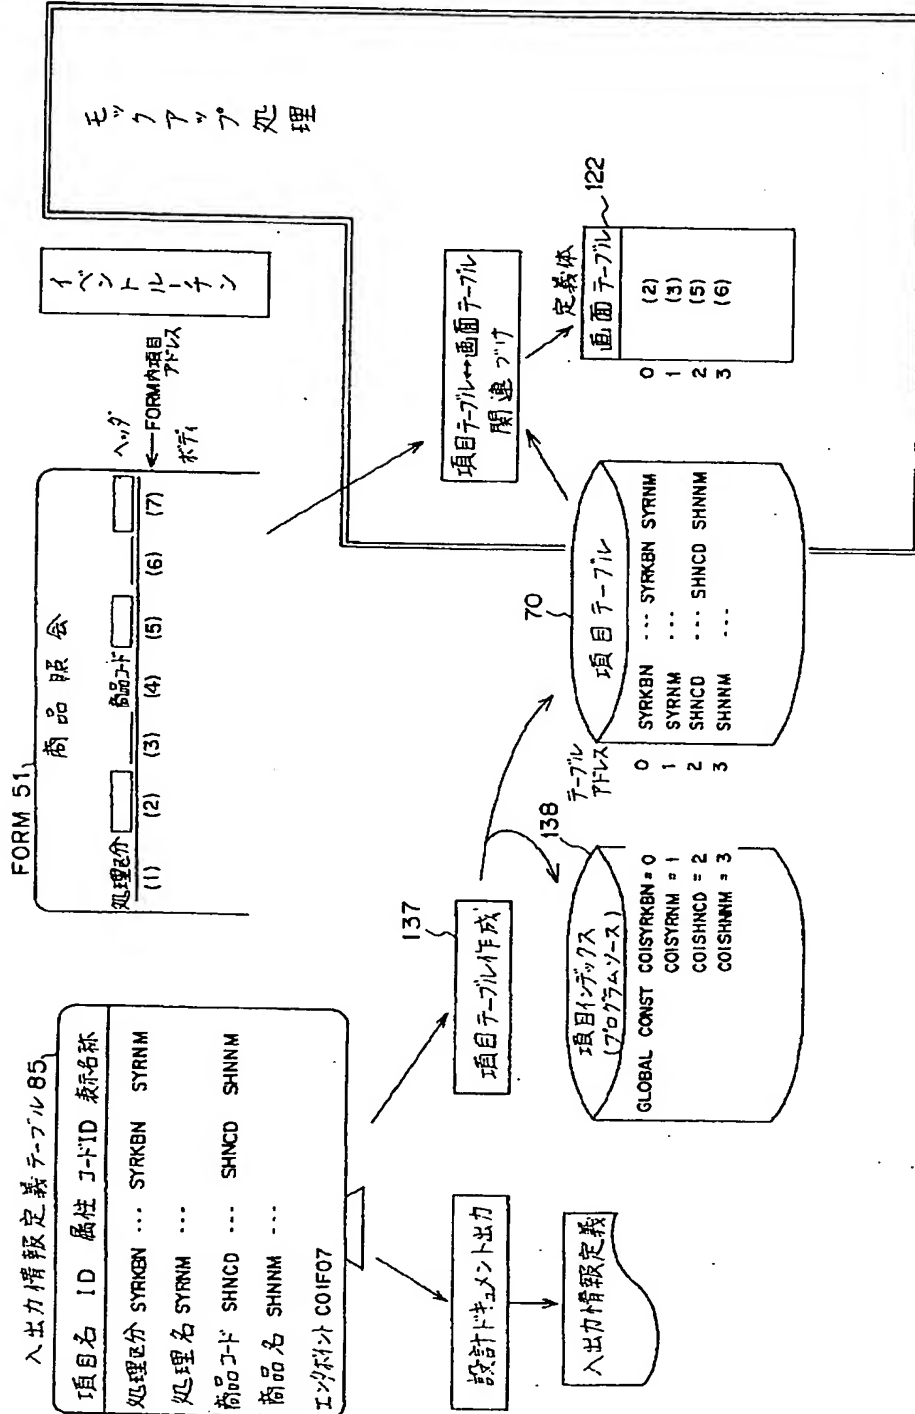 入出力情報定義テーブル85
項目名 ID 属性 コードID 表示名称
処理区分 SYRKBN ... SYRKBN SYRNM
処理名 SYRNM ...
商品コード SHNCD ... SHNCD SHNNM
商品名 SHNNM ...
エンタポイント COIF07
設計ドキュメント出力
入出力情報定義
137
項目テーブル作成
138
項目インデックス
(プログラムソース)
GLOBAL CONST COISYRKBN=0
COISYRNM=1
COISHNCD=2
COISHNNM=3
FORM 51
商品照会
処理区分 商品コード
(1) (2) (3) (4) (5) (6) (7)
ヘッダ
←FORM内項目
アドレス
ボディ
イベントルーチン
70
項目テーブル
テーブル
アドレス
0 SYRKBN ... SYRKBN SYRNM
1 SYRNM ...
2 SHNCD ... SHNCD SHNNM
3 SHNNM ...
モックアップ処理
項目テーブル↔画面テーブル
関連づけ
定義体
画面テーブル
122
0 (2)
1 (3)
2 (5)
3 (6)